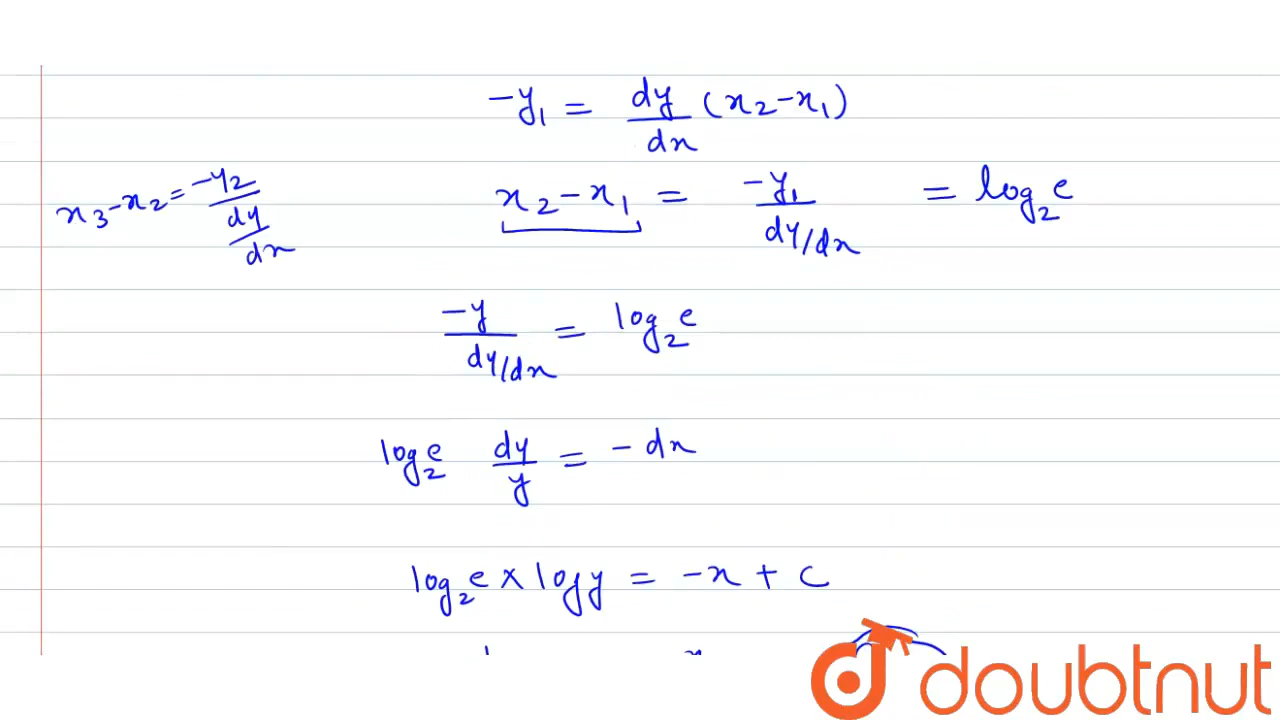 -y₁ = dy/dx (x₂-x₁)
x₃-x₂ = -y₂/(dy/dx)
x₂-x₁ = -y₁/(dy/dx) = log₂e
-y/(dy/dx) = log₂e
log₂e dy/y = -dx
log₂e × log y = -x + c
doubtnut